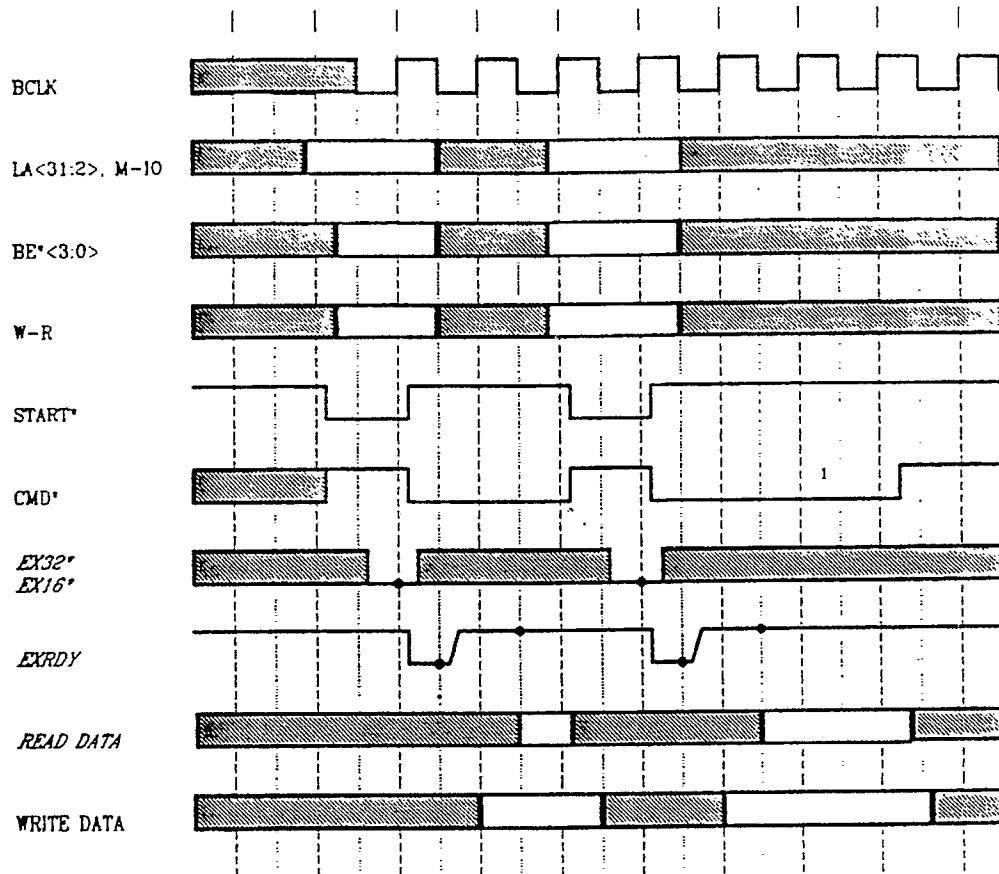 BCLK
LA<31:2>, M-IO
BE*<3:0>
W-R
START*
CMD*
1
EX32*
EX16*
EXRDY
READ DATA
WRITE DATA